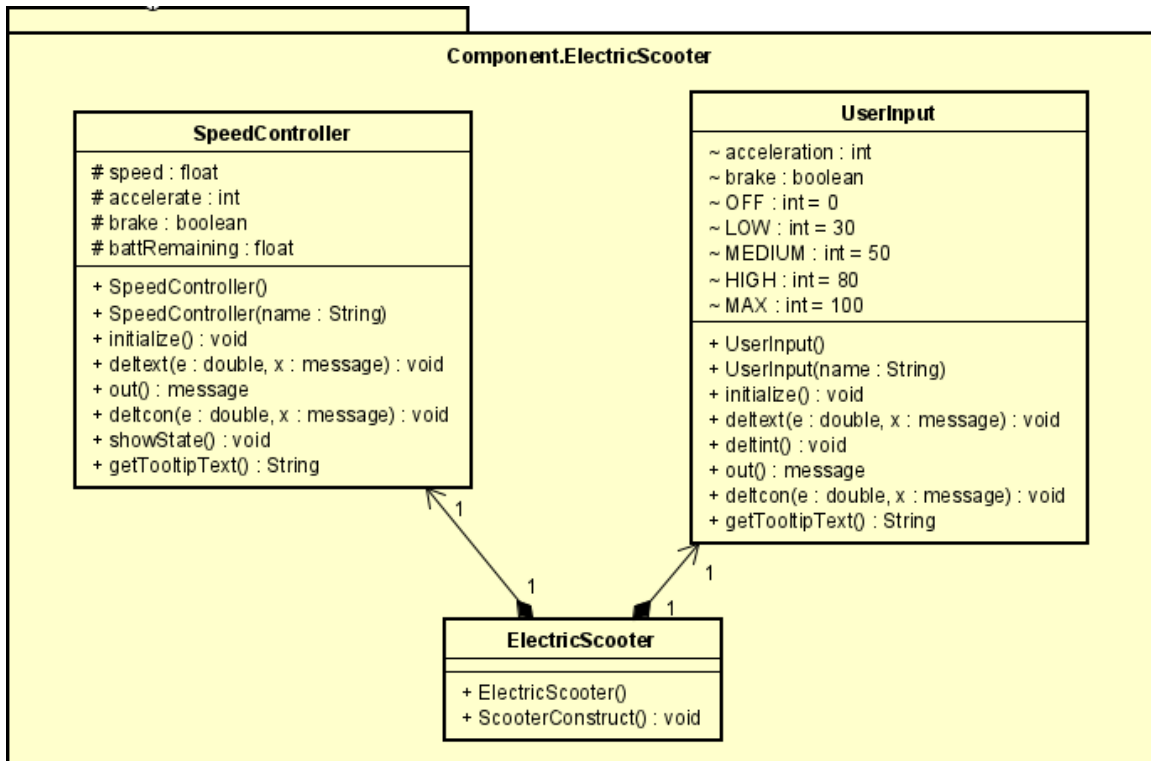 Component.ElectricScooter
SpeedController
# speed : float
# accelerate : int
# brake : boolean
# battRemaining : float
+ SpeedController()
+ SpeedController(name : String)
+ initialize() : void
+ deltext(e : double, x : message) : void
+ out() : message
+ deltcon(e : double, x : message) : void
+ showState() : void
+ getTooltipText() : String
UserInput
~ acceleration : int
~ brake : boolean
~ OFF : int = 0
~ LOW : int = 30
~ MEDIUM : int = 50
~ HIGH : int = 80
~ MAX : int = 100
+ UserInput()
+ UserInput(name : String)
+ initialize() : void
+ deltext(e : double, x : message) : void
+ deltint() : void
+ out() : message
+ deltcon(e : double, x : message) : void
+ getTooltipText() : String
1
1
1
1
ElectricScooter
+ ElectricScooter()
+ ScooterConstruct() : void